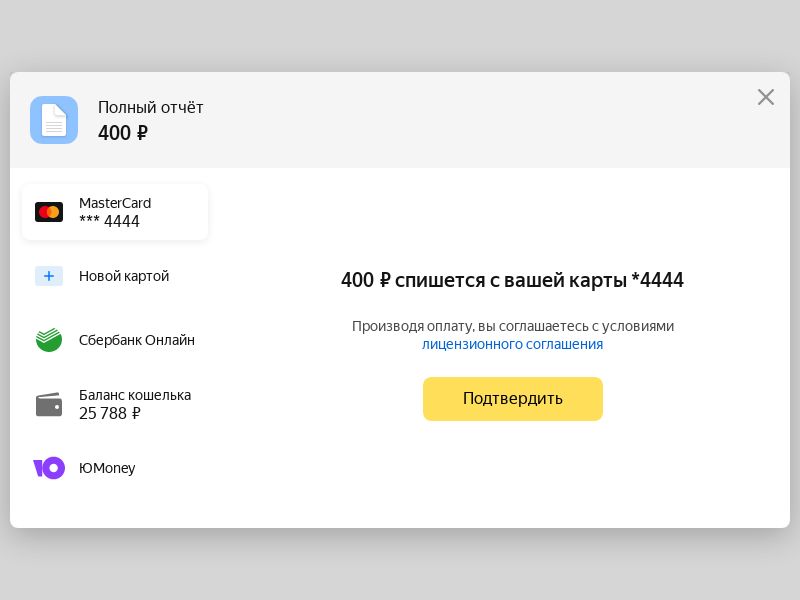 Полный отчёт
400 ₽
MasterCard
*** 4444
Новой картой
Сбербанк Онлайн
Баланс кошелька
25 788 ₽
ЮMoney
400 ₽ спишется с вашей карты *4444
Производя оплату, вы соглашаетесь с условиями
лицензионного соглашения
Подтвердить